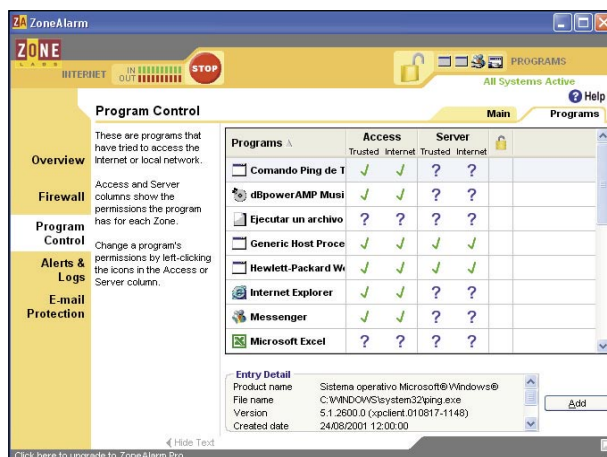 ZA ZoneAlarm
ZONE
LABS
INTERNET IN OUT STOP PROGRAMS
All Systems Active
Help
Program Control Main Programs
Overview
Firewall
Program Control
Alerts & Logs
E-mail Protection
These are programs that
have tried to access the
Internet or local network.
Access and Server
columns show the
permissions the program
has for each Zone.
Change a program's
permissions by left-clicking
the icons in the Access or
Server column.
Programs Access Server
Trusted Internet Trusted Internet
Comando Ping de T ? ?
dBpowerAMP Musi ? ?
Ejecutar un archivo ? ? ? ?
Generic Host Proce
Hewlett-Packard We
Internet Explorer ? ?
Messenger ? ?
Microsoft Excel ? ? ? ?
Entry Detail
Product name Sistema operativo Microsoft® Windows®
File name C:\WINDOWS\system32\ping.exe
Version 5.1.2600.0 (xpclient.010817-1148)
Created date 24/08/2001 12:00:00
Add
Hide Text
Click here to upgrade to ZoneAlarm Pro